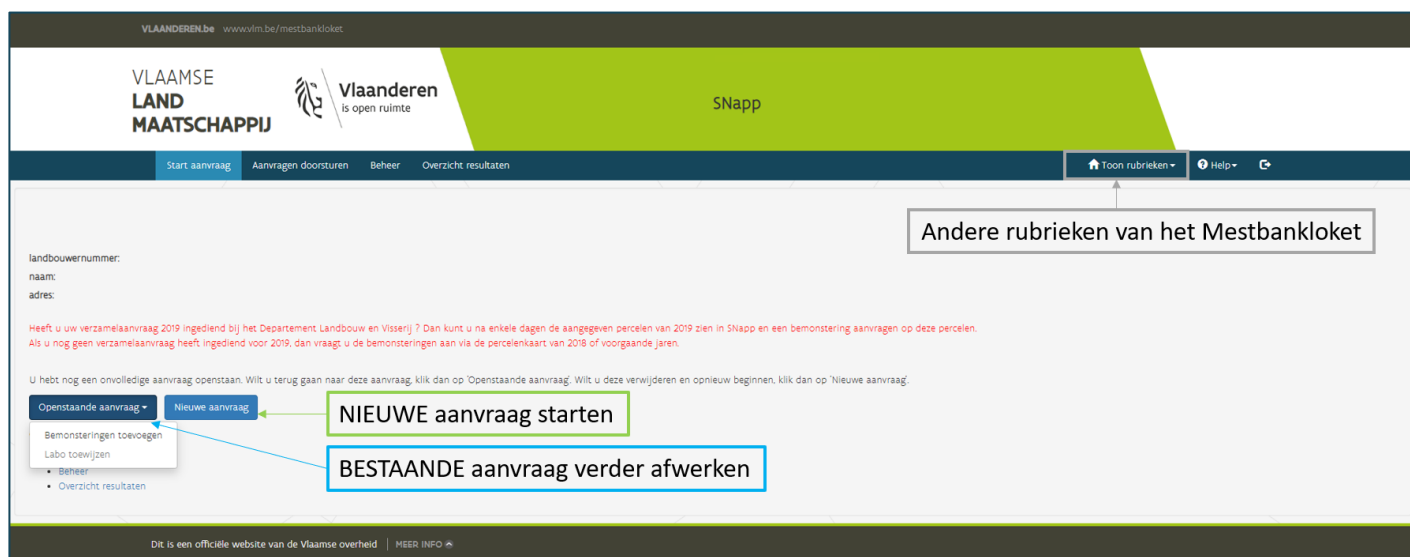 VLAANDEREN.be www.vlm.be/mestbankloket
VLAAMSE
LAND
MAATSCHAPPIJ
Vlaanderen
is open ruimte
SNapp
Start aanvraag Aanvragen doorsturen Beheer Overzicht resultaten Toon rubrieken Help
Andere rubrieken van het Mestbankloket
landbouwernummer:
naam:
adres:
Heeft u uw verzamelaanvraag 2019 ingediend bij het Departement Landbouw en Visserij ? Dan kunt u na enkele dagen de aangegeven percelen van 2019 zien in SNapp en een bemonstering aanvragen op deze percelen.
Als u nog geen verzamelaanvraag heeft ingediend voor 2019, dan vraagt u de bemonsteringen aan via de percelenkaart van 2018 of voorgaande jaren.
U hebt nog een onvolledige aanvraag openstaan. Wilt u terug gaan naar deze aanvraag, klik dan op 'Openstaande aanvraag'. Wilt u deze verwijderen en opnieuw beginnen, klik dan op 'Nieuwe aanvraag'.
Openstaande aanvraag Nieuwe aanvraag
NIEUWE aanvraag starten
Bemonsteringen toevoegen
Labo toewijzen
BESTAANDE aanvraag verder afwerken
Beheer
Overzicht resultaten
Dit is een officiële website van de Vlaamse overheid | MEER INFO